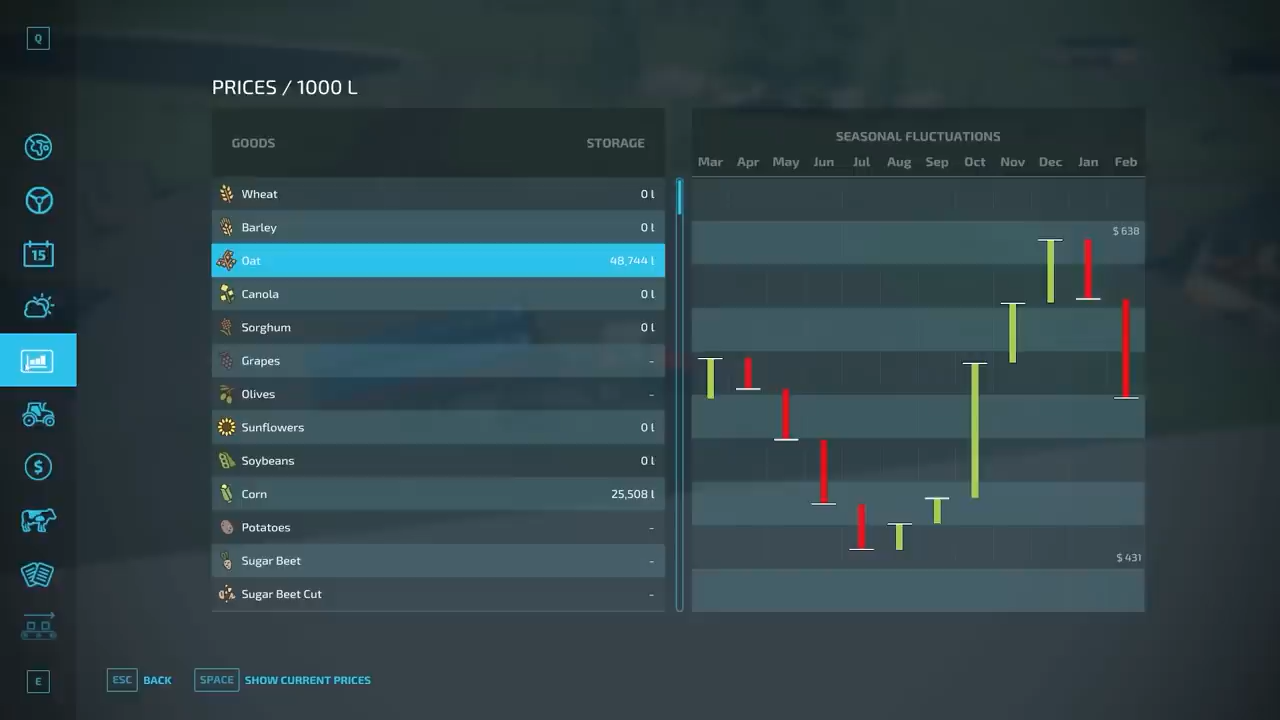 Q
PRICES / 1000 L
GOODS STORAGE
SEASONAL FLUCTUATIONS
Mar Apr May Jun Jul Aug Sep Oct Nov Dec Jan Feb
Wheat 0 l
Barley 0 l
$ 638
15
Oat 48,744 l
Canola 0 l
Sorghum 0 l
Grapes -
Olives -
Sunflowers 0 l
Soybeans 0 l
$
Corn 25,508 l
Potatoes -
Sugar Beet -
$ 431
Sugar Beet Cut -
E
ESC BACK SPACE SHOW CURRENT PRICES